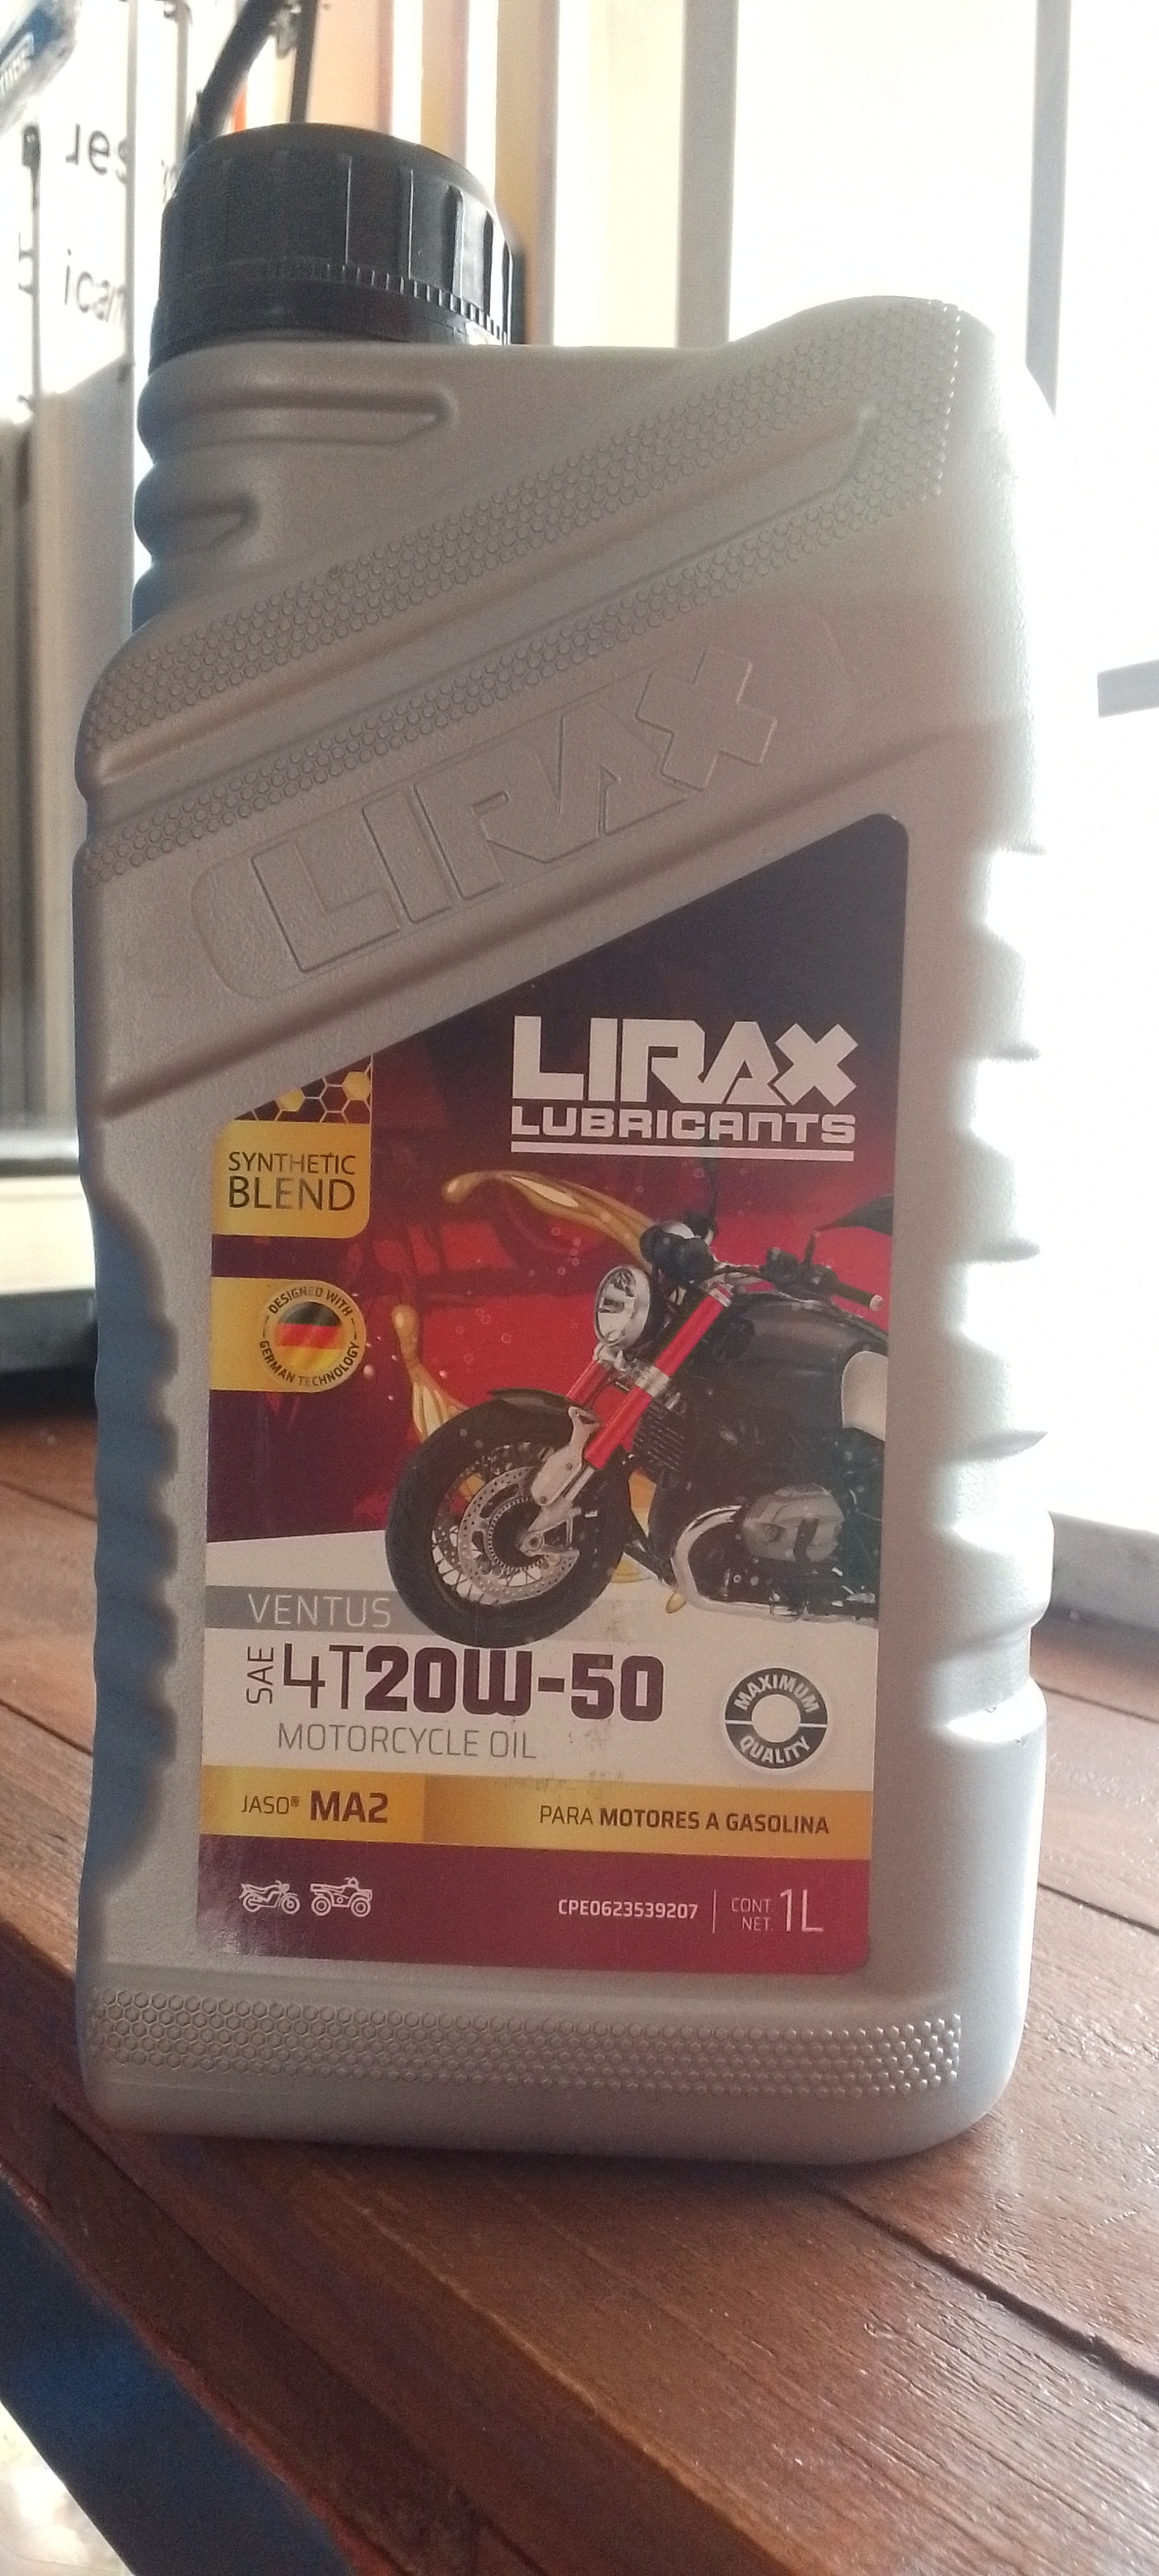 LIRAX
LIRAX
LUBRICANTS
SYNTHETIC
BLEND
DESIGNED WITH
GERMAN TECHNOLOGY
VENTUS
SAE 4T20W-50
MOTORCYCLE OIL
MAXIMUM
QUALITY
JASO® MA2
PARA MOTORES A GASOLINA
CPE0623539207
CONT.
NET. 1L